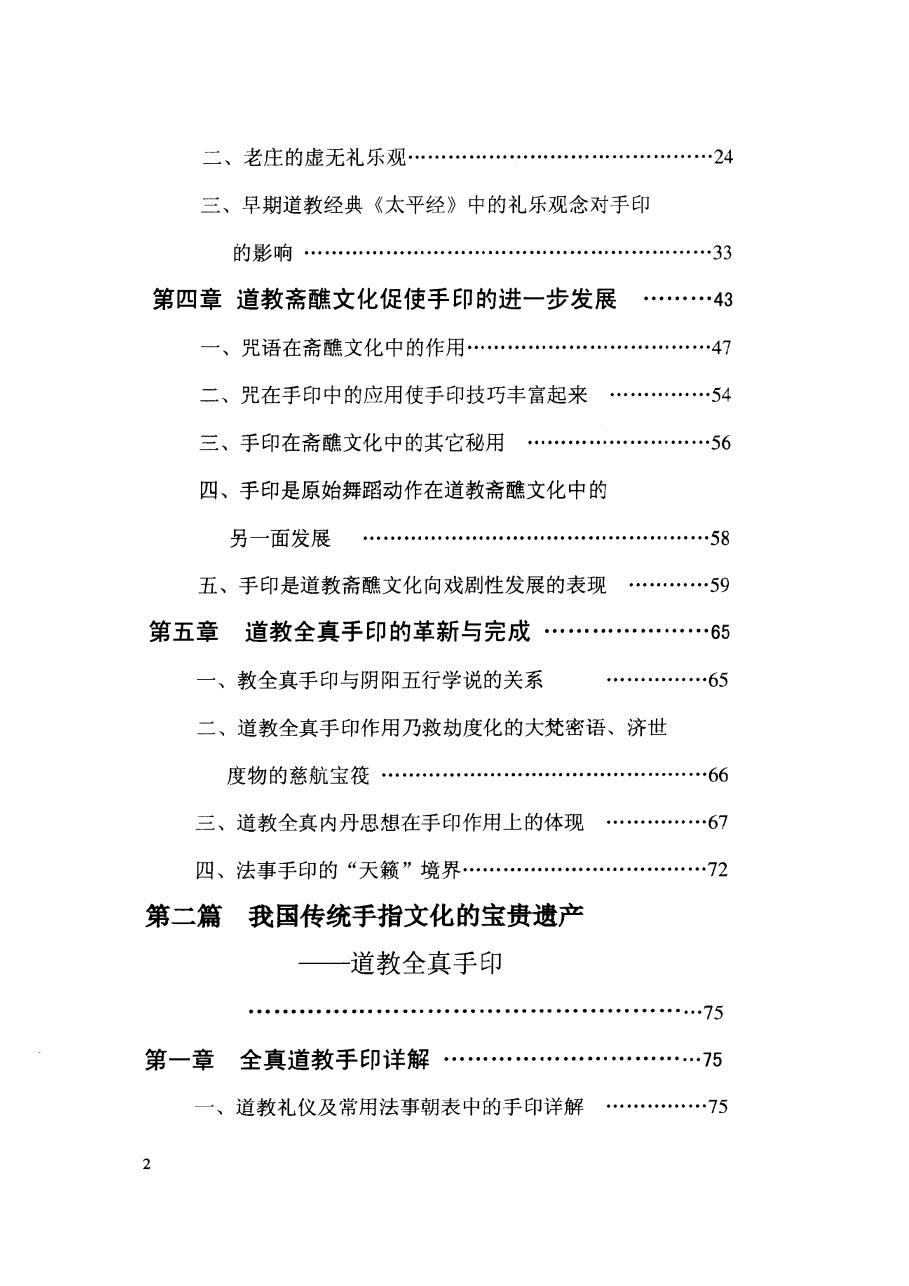 二、老庄的虚无礼乐观…………………………………………24
三、早期道教经典《太平经》中的礼乐观念对手印
的影响 ……………………………………………………33
第四章 道教斋醮文化促使手印的进一步发展 ………43
一、咒语在斋醮文化中的作用………………………………47
二、咒在手印中的应用使手印技巧丰富起来 ……………54
三、手印在斋醮文化中的其它秘用 ………………………56
四、手印是原始舞蹈动作在道教斋醮文化中的
另一面发展 ……………………………………………58
五、手印是道教斋醮文化向戏剧性发展的表现 …………59
第五章 道教全真手印的革新与完成 …………………65
一、教全真手印与阴阳五行学说的关系 ……………65
二、道教全真手印作用乃救劫度化的大梵密语、济世
度物的慈航宝筏 …………………………………………66
三、道教全真内丹思想在手印作用上的体现 ……………67
四、法事手印的“天籁”境界………………………………72
第二篇 我国传统手指文化的宝贵遗产
——道教全真手印
…………………………………………………………75
第一章 全真道教手印详解 ……………………………75
一、道教礼仪及常用法事朝表中的手印详解 ……………75
2